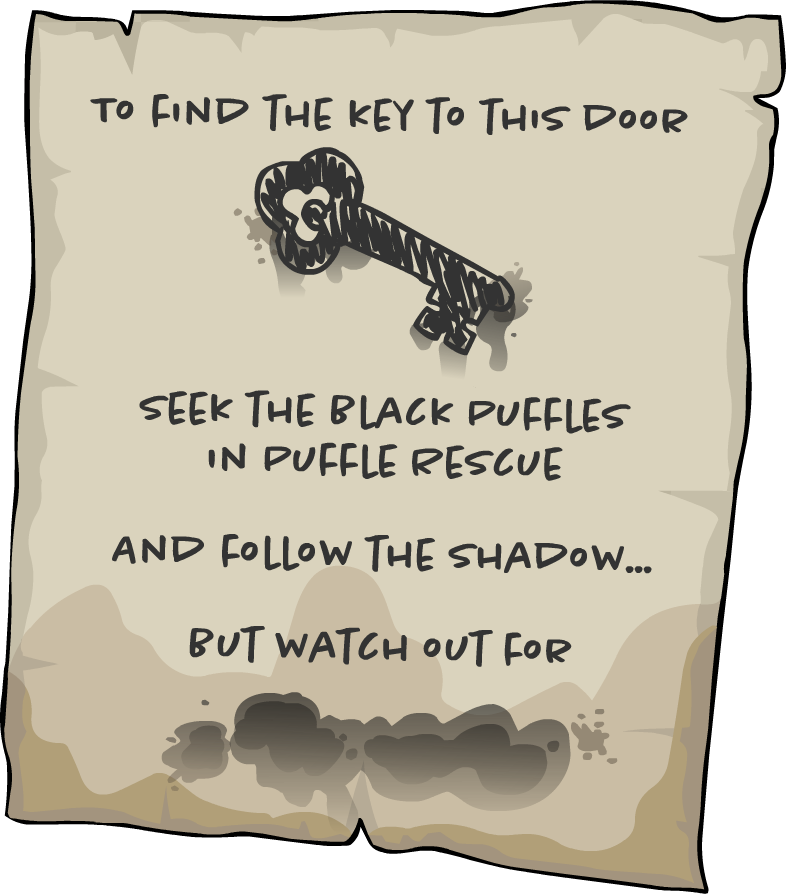 TO FIND THE KEY TO THIS DOOR
SEEK THE BLACK PUFFLES
IN PUFFLE RESCUE
AND FOLLOW THE SHADOW...
BUT WATCH OUT FOR